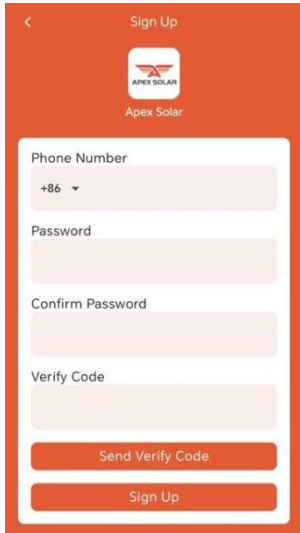 Sign Up
APEX SOLAR
Apex Solar
Phone Number
+86
Password
Confirm Password
Verify Code
Send Verify Code
Sign Up